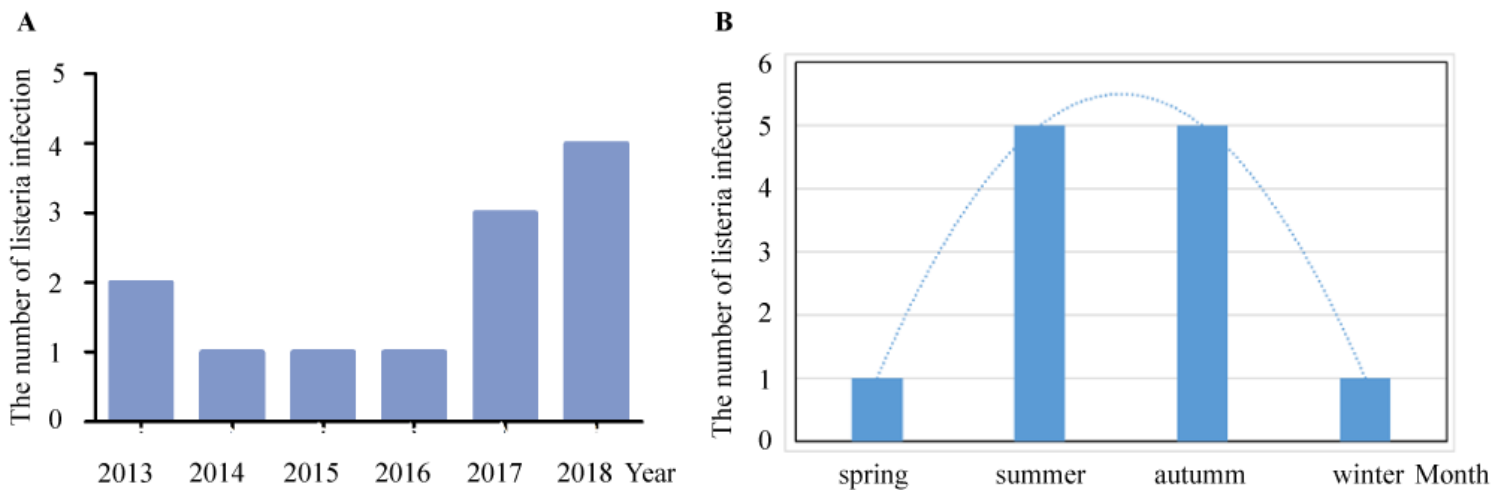 A
The number of listeria infection
5
4
3
2
1
0
2013 2014 2015 2016 2017 2018 Year
B
The number of listeria infection
6
5
4
3
2
1
0
spring summer autumm winter Month